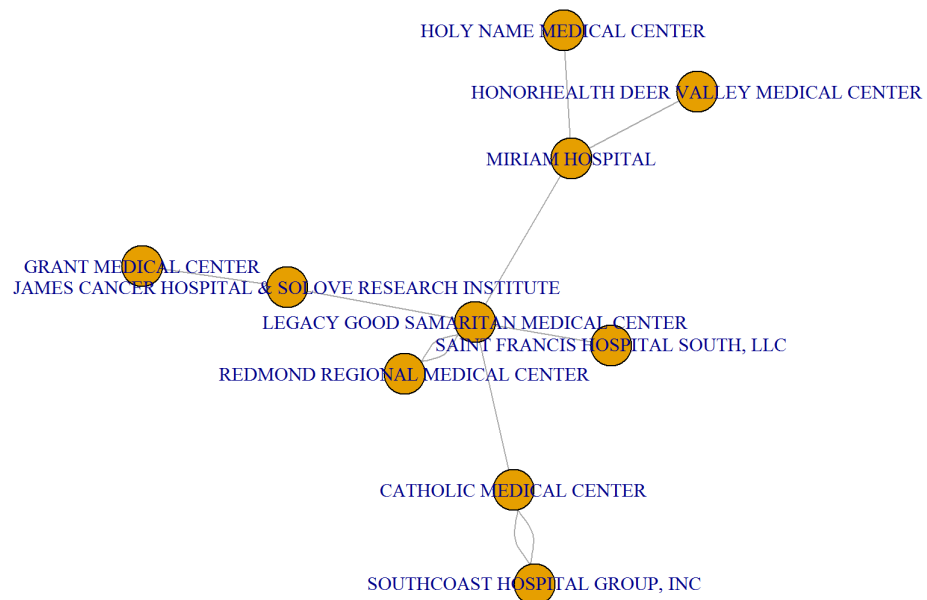 HOLY NAME MEDICAL CENTER
HONORHEALTH DEER VALLEY MEDICAL CENTER
MIRIAM HOSPITAL
GRANT MEDICAL CENTER
JAMES CANCER HOSPITAL & SOLOVE RESEARCH INSTITUTE
LEGACY GOOD SAMARITAN MEDICAL CENTER
SAINT FRANCIS HOSPITAL SOUTH, LLC
REDMOND REGIONAL MEDICAL CENTER
CATHOLIC MEDICAL CENTER
SOUTHCOAST HOSPITAL GROUP, INC